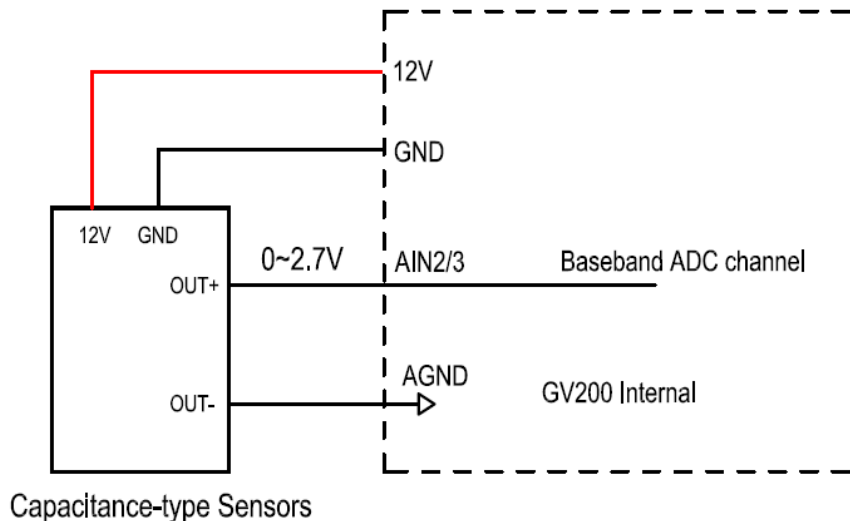 12V
GND
12V GND
0~2.7V AIN2/3 Baseband ADC channel
OUT+
AGND
GV200 Internal
OUT-
Capacitance-type Sensors